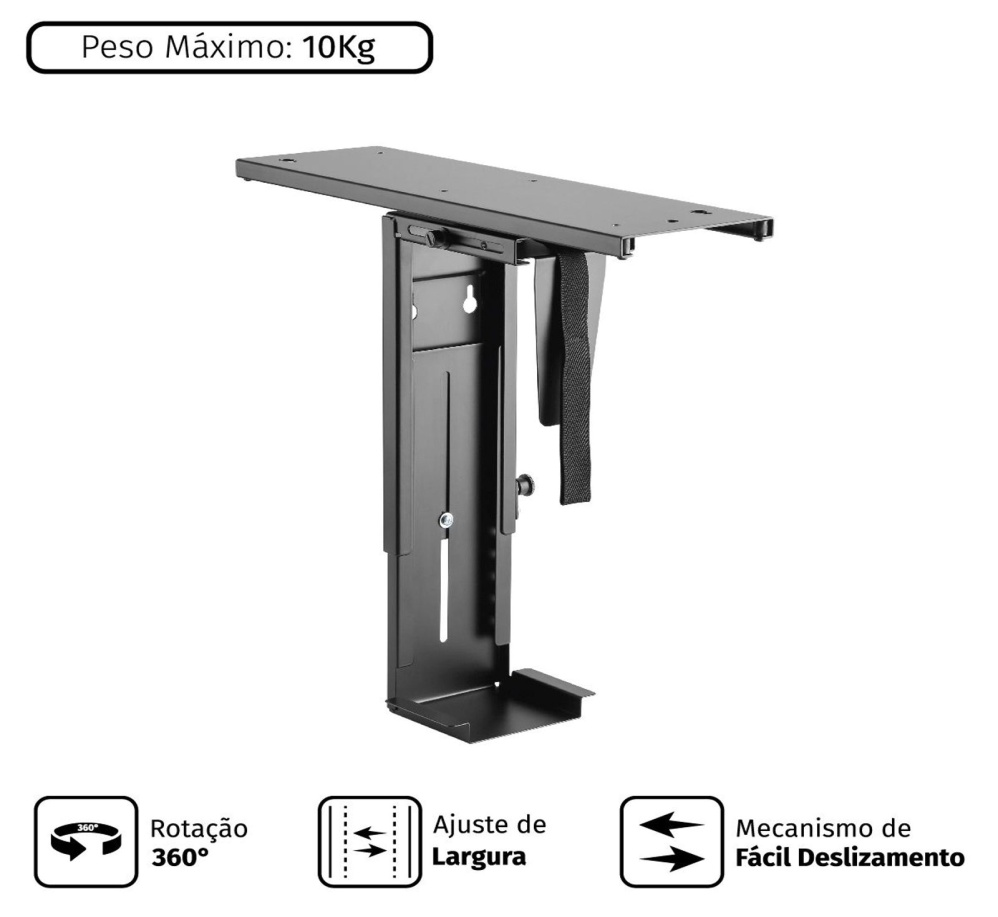 Peso Máximo: 10Kg
360°
Rotação
360°
Ajuste de
Largura
Mecanismo de
Fácil Deslizamento